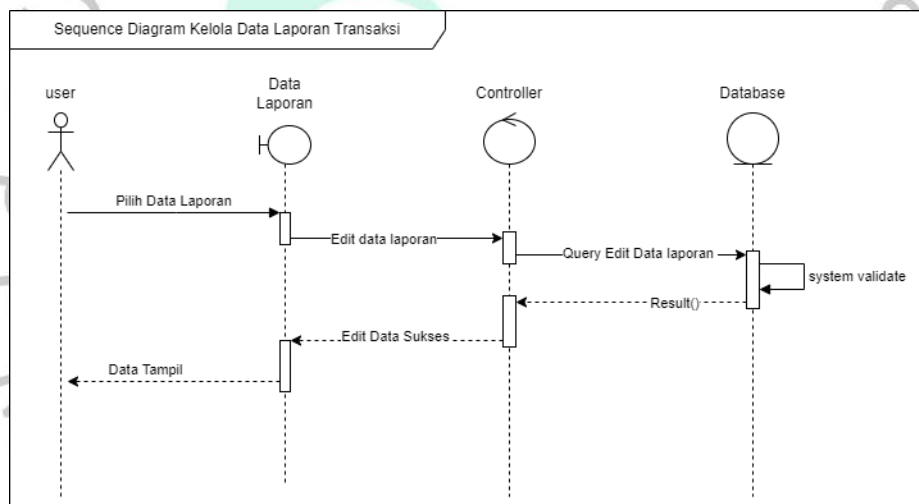 Sequence Diagram Kelola Data Laporan Transaksi
user
Data
Laporan
Controller
Database
Pilih Data Laporan
Edit data laporan
Query Edit Data laporan
system validate
Result()
Edit Data Sukses
Data Tampil